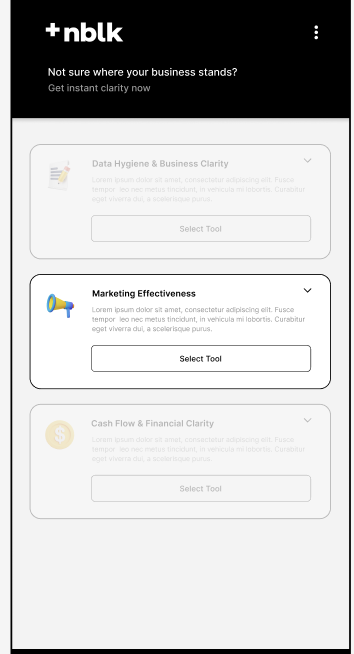 +nblk
Not sure where your business stands?
Get instant clarity now
Data Hygiene & Business Clarity
Lorem ipsum dolor sit amet, consectetur adipiscing elit. Fusce
tempor leo nec metus tincidunt, in vehicula mi lobortis. Curabitur
eget viverra dui, a scelerisque purus.
Select Tool
Marketing Effectiveness
Lorem ipsum dolor sit amet, consectetur adipiscing elit. Fusce
tempor leo nec metus tincidunt, in vehicula mi lobortis. Curabitur
eget viverra dui, a scelerisque purus.
Select Tool
Cash Flow & Financial Clarity
Lorem ipsum dolor sit amet, consectetur adipiscing elit. Fusce
tempor leo nec metus tincidunt, in vehicula mi lobortis. Curabitur
eget viverra dui, a scelerisque purus.
Select Tool